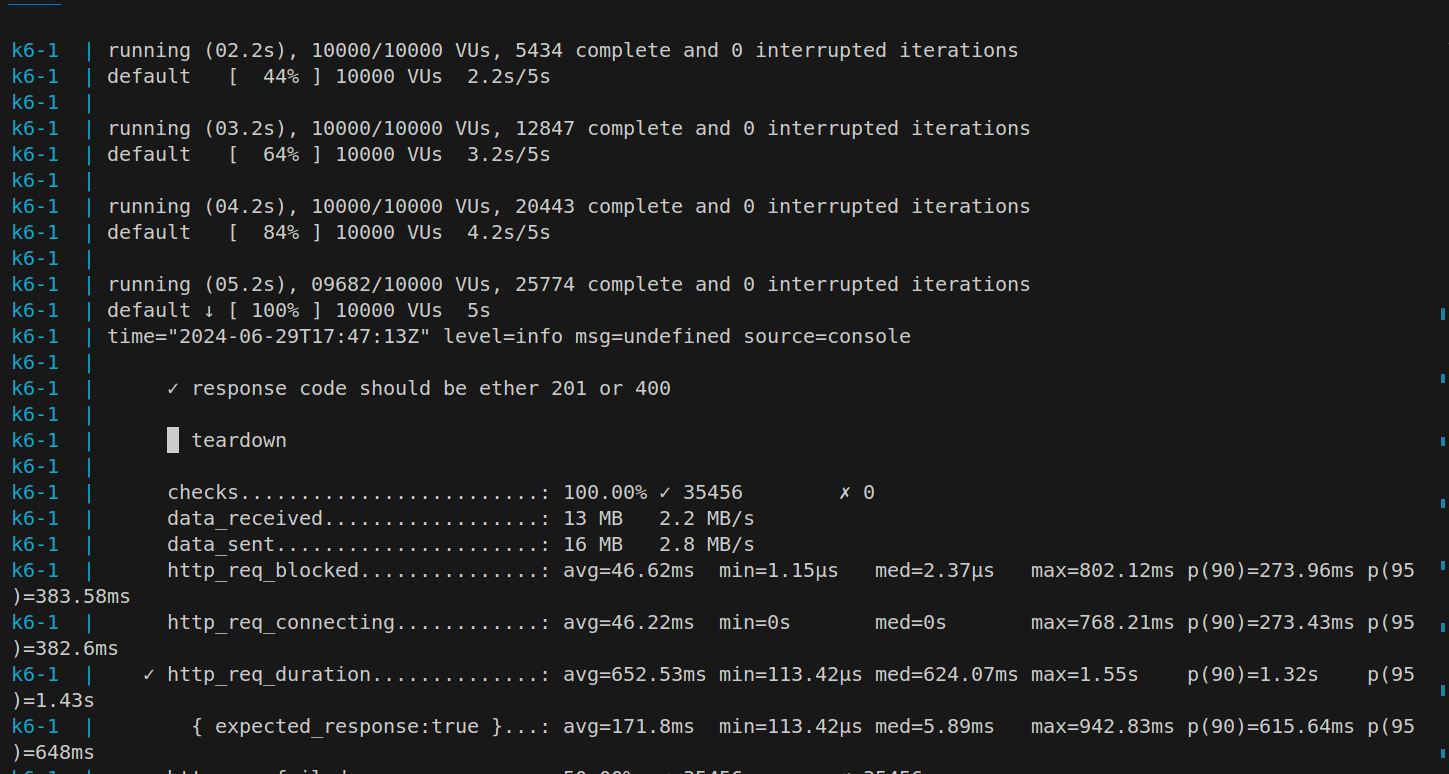 k6-1 | running (02.2s), 10000/10000 VUs, 5434 complete and 0 interrupted iterations
k6-1 | default [ 44% ] 10000 VUs 2.2s/5s
k6-1 |
k6-1 | running (03.2s), 10000/10000 VUs, 12847 complete and 0 interrupted iterations
k6-1 | default [ 64% ] 10000 VUs 3.2s/5s
k6-1 |
k6-1 | running (04.2s), 10000/10000 VUs, 20443 complete and 0 interrupted iterations
k6-1 | default [ 84% ] 10000 VUs 4.2s/5s
k6-1 |
k6-1 | running (05.2s), 09682/10000 VUs, 25774 complete and 0 interrupted iterations
k6-1 | default ↓ [ 100% ] 10000 VUs 5s
k6-1 | time="2024-06-29T17:47:13Z" level=info msg=undefined source=console
k6-1 |
k6-1 | ✓ response code should be ether 201 or 400
k6-1 |
k6-1 | █ teardown
k6-1 |
k6-1 | checks.........................: 100.00% ✓ 35456 ✗ 0
k6-1 | data_received..................: 13 MB 2.2 MB/s
k6-1 | data_sent......................: 16 MB 2.8 MB/s
k6-1 | http_req_blocked...............: avg=46.62ms min=1.15µs med=2.37µs max=802.12ms p(90)=273.96ms p(95
)=383.58ms
k6-1 | http_req_connecting............: avg=46.22ms min=0s med=0s max=768.21ms p(90)=273.43ms p(95
)=382.6ms
k6-1 | ✓ http_req_duration..............: avg=652.53ms min=113.42µs med=624.07ms max=1.55s p(90)=1.32s p(95
)=1.43s
k6-1 | { expected_response:true }...: avg=171.8ms min=113.42µs med=5.89ms max=942.83ms p(90)=615.64ms p(95
)=648ms